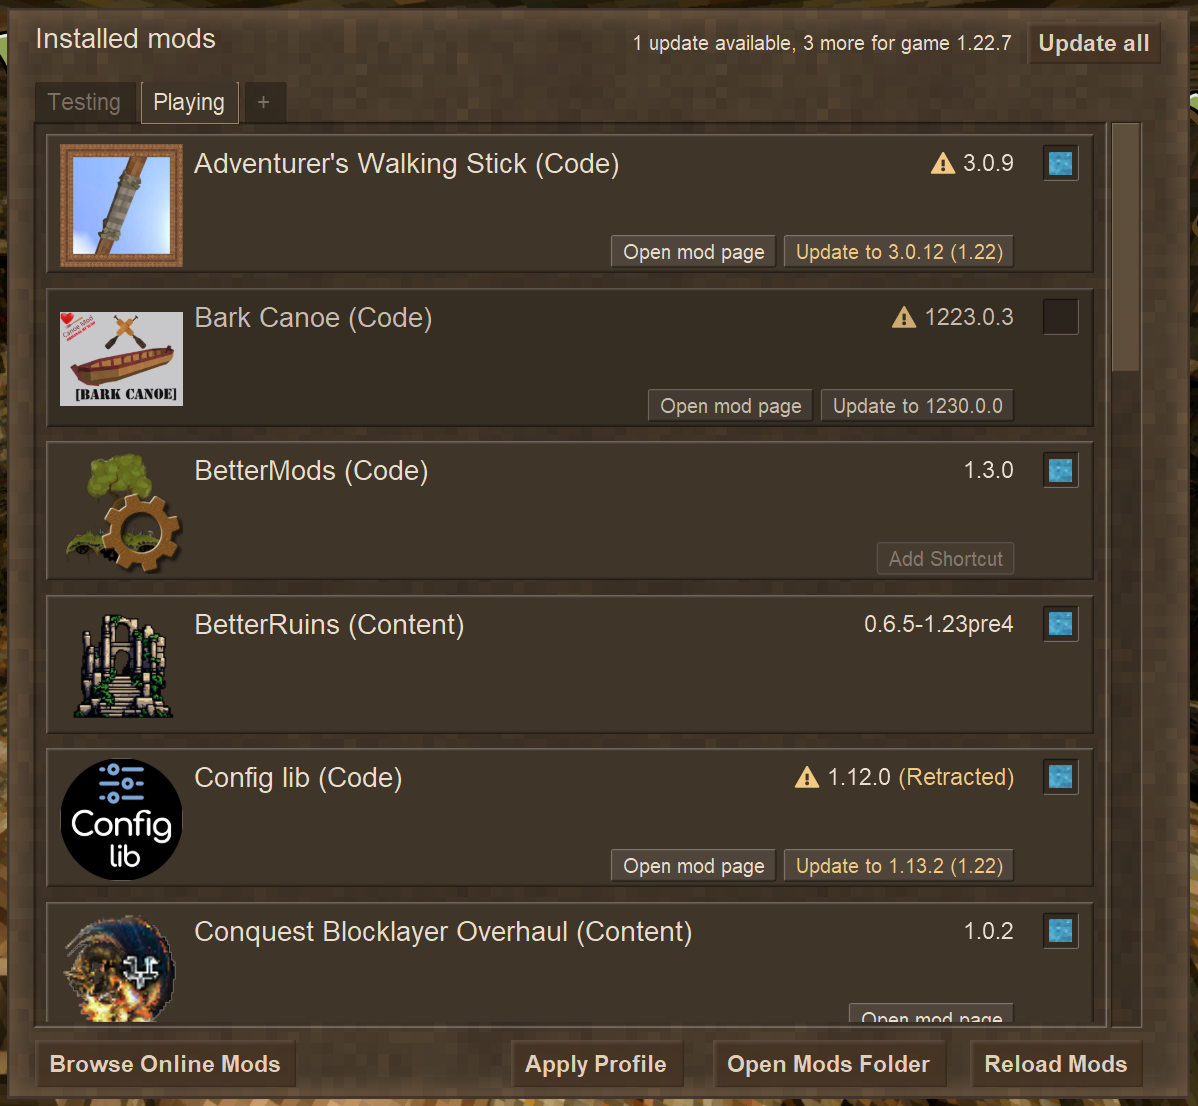 Installed mods
1 update available, 3 more for game 1.22.7
Update all
Testing
Playing
+
Adventurer's Walking Stick (Code)
3.0.9
Open mod page
Update to 3.0.12 (1.22)
Bark Canoe (Code)
1223.0.3
Canoe Mod
[BARK CANOE]
Open mod page
Update to 1230.0.0
BetterMods (Code)
1.3.0
Add Shortcut
BetterRuins (Content)
0.6.5-1.23pre4
Config lib (Code)
1.12.0 (Retracted)
Config
lib
Open mod page
Update to 1.13.2 (1.22)
Conquest Blocklayer Overhaul (Content)
1.0.2
Open mod page
Browse Online Mods
Apply Profile
Open Mods Folder
Reload Mods